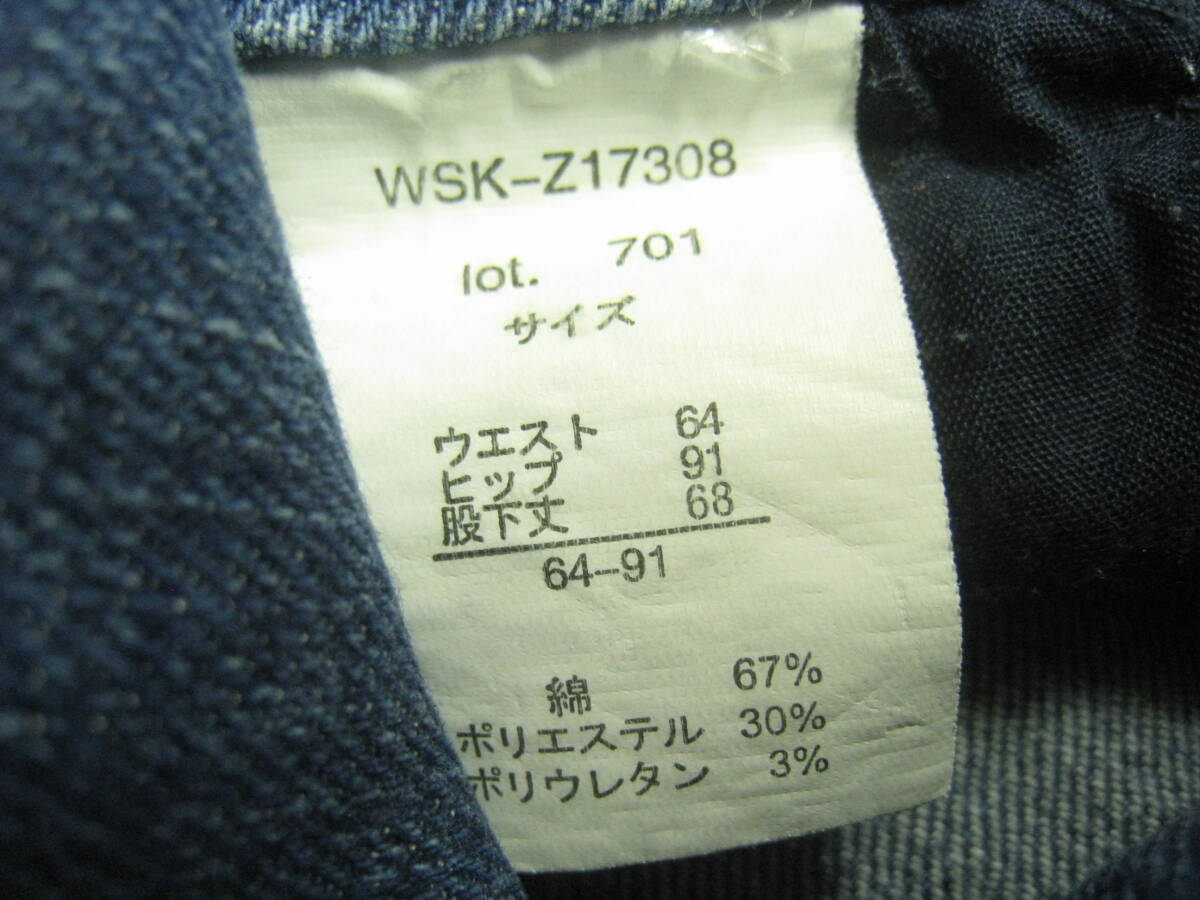 WSK-Z17308
lot. 701
サイズ
ウエスト 64
ヒップ 91
股下丈 68
64-91
綿 67%
ポリエステル 30%
ポリウレタン 3%